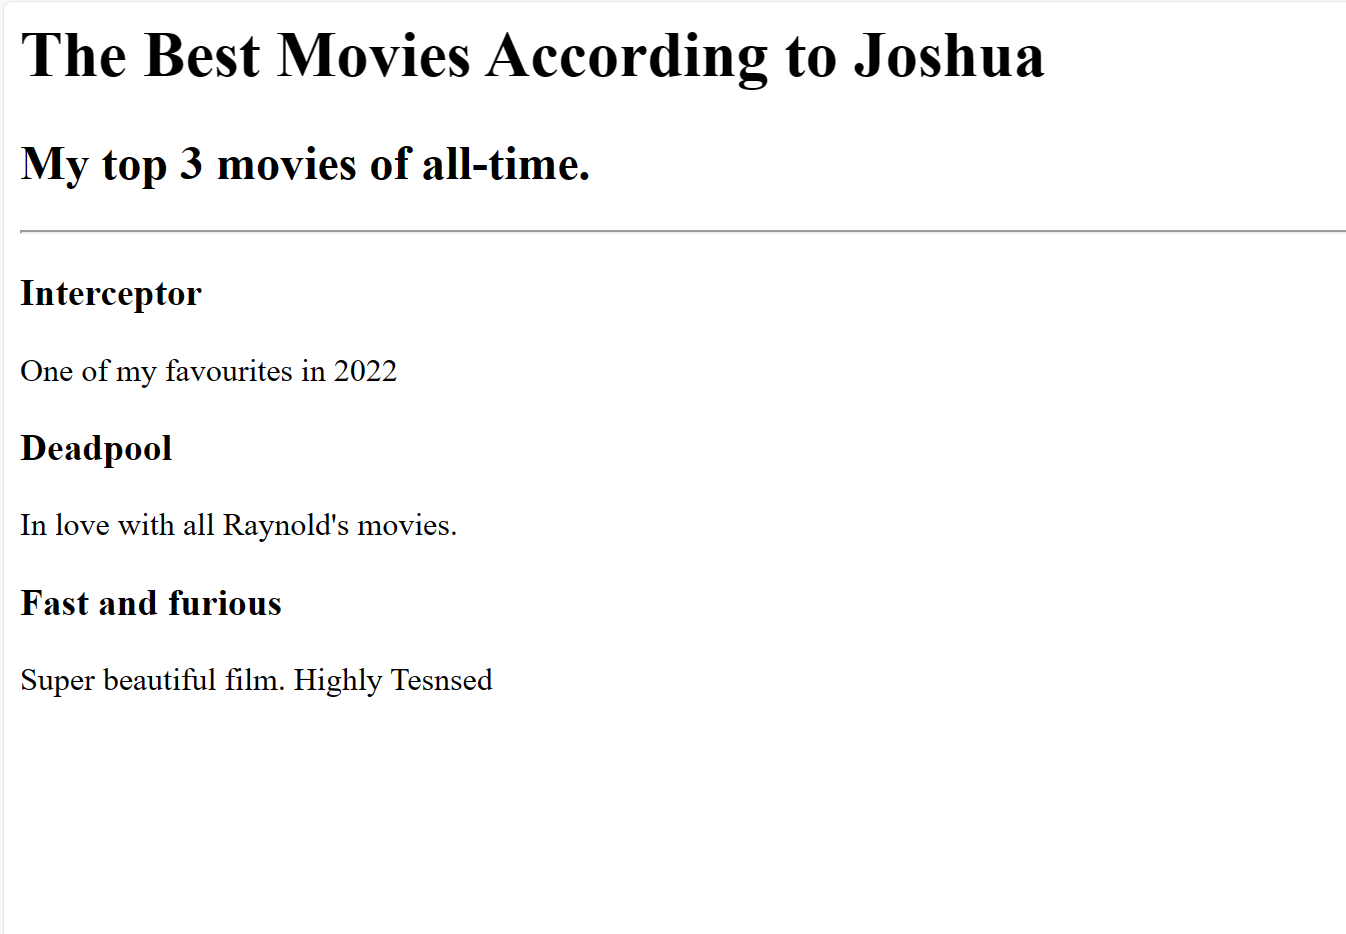 The Best Movies According to Joshua
My top 3 movies of all-time.
Interceptor
One of my favourites in 2022
Deadpool
In love with all Raynold's movies.
Fast and furious
Super beautiful film. Highly Tesnsed